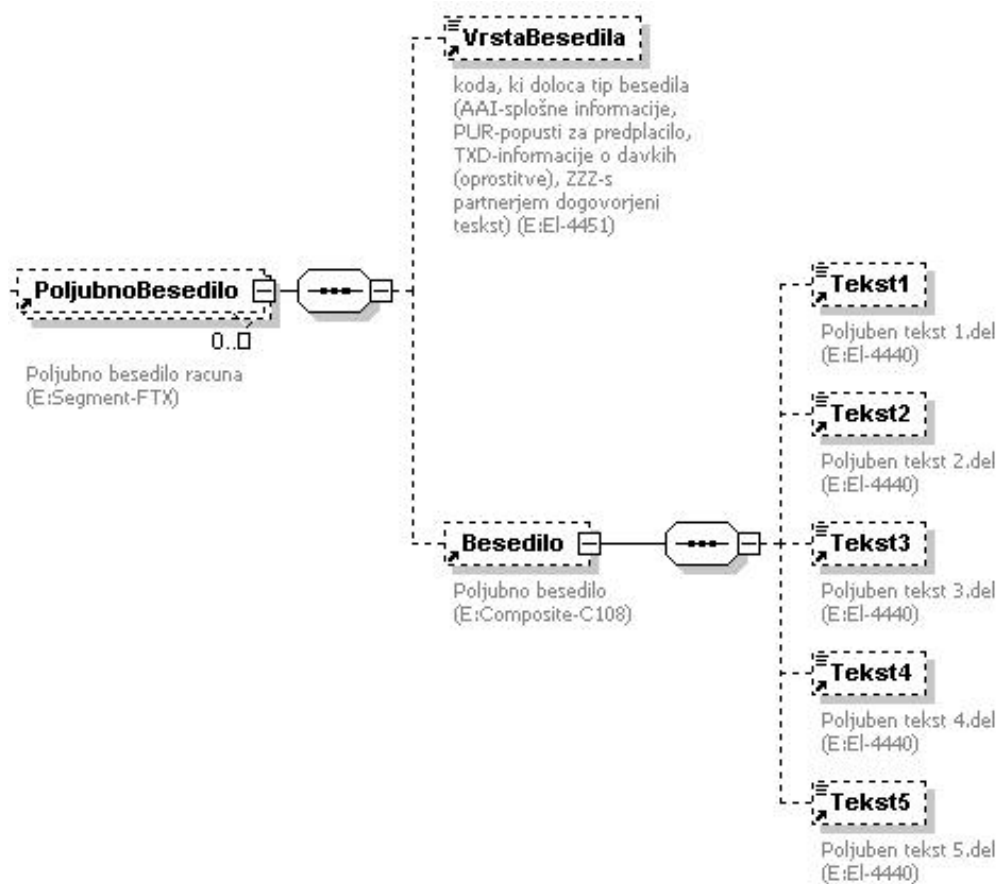 VrstaBesedila
koda, ki doloca tip besedila
(AAI-splošne informacije,
PUR-popusti za predplacilo,
TXD-informacije o davkih
(oprostitve), ZZZ-s
partnerjem dogovorjeni
teskst) (E:El-4451)
PoljubnoBesedilo
0..
Poljubno besedilo racuna
(E:Segment-FTX)
Besedilo
Poljubno besedilo
(E:Composite-C108)
Tekst1
Poljuben tekst 1.del
(E:El-4440)
Tekst2
Poljuben tekst 2.del
(E:El-4440)
Tekst3
Poljuben tekst 3.del
(E:El-4440)
Tekst4
Poljuben tekst 4.del
(E:El-4440)
Tekst5
Poljuben tekst 5.del
(E:El-4440)